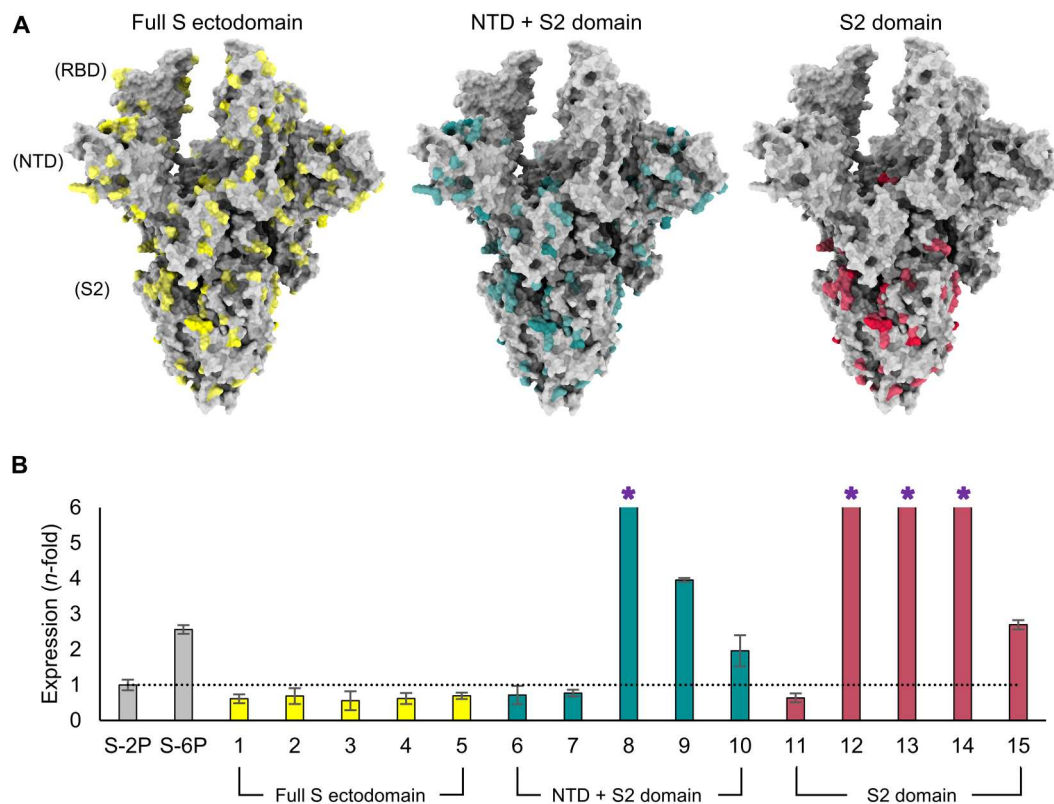 A
Full S ectodomain NTD + S2 domain S2 domain
(RBD)
(NTD)
(S2)
B
Expression (n-fold)
6
5
4
3
2
1
0
* * * *
S-2P S-6P 1 2 3 4 5 6 7 8 9 10 11 12 13 14 15
Full S ectodomain NTD + S2 domain S2 domain